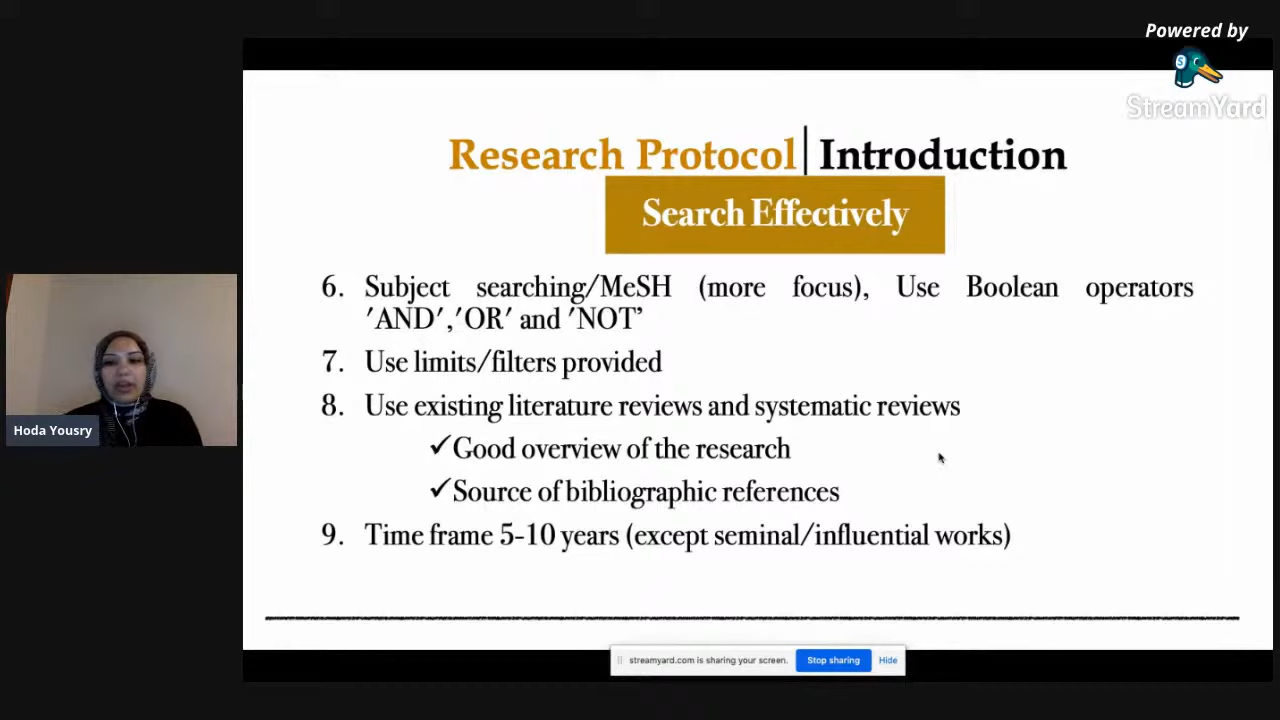 Powered by
StreamYard
Research Protocol| Introduction
Search Effectively
6. Subject searching/MeSH (more focus), Use Boolean operators
'AND','OR' and 'NOT'
7. Use limits/filters provided
8. Use existing literature reviews and systematic reviews
✓Good overview of the research
✓Source of bibliographic references
9. Time frame 5-10 years (except seminal/influential works)
Hoda Yousry
streamyard.com is sharing your screen. Stop sharing Hide